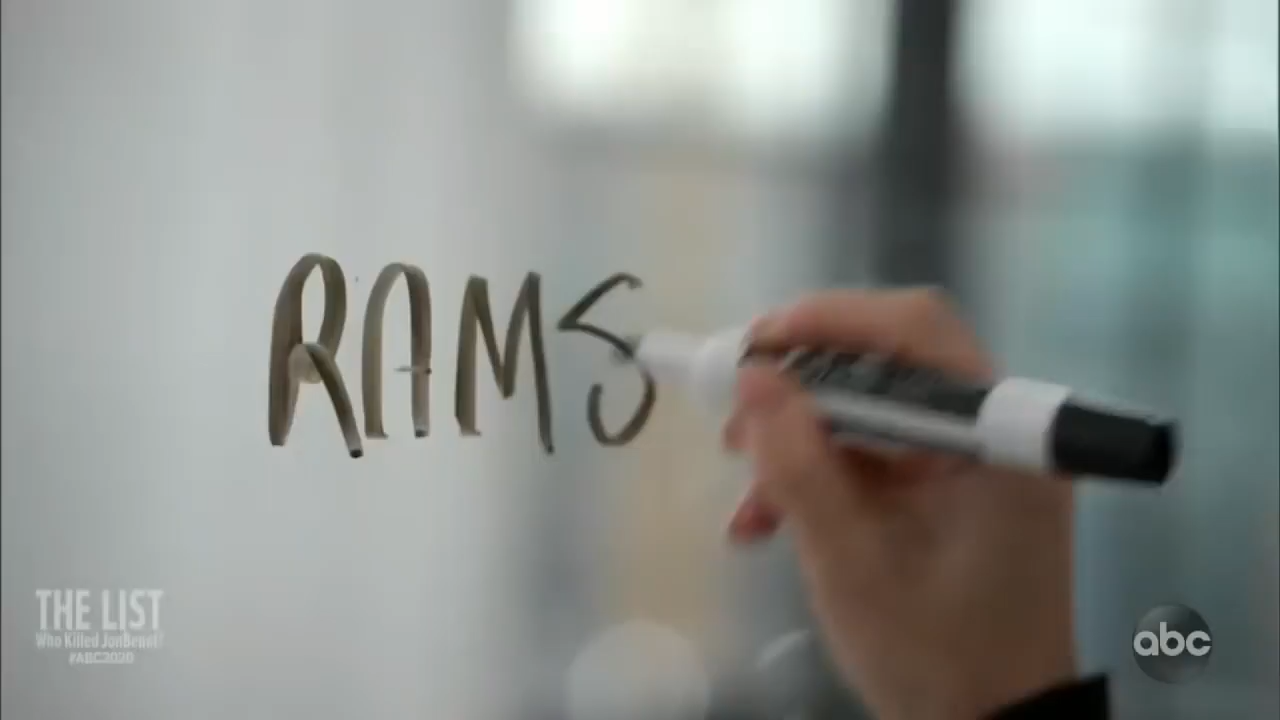 RAMS
THE LIST
Who Killed JonBenet?
#ABC2020
abc